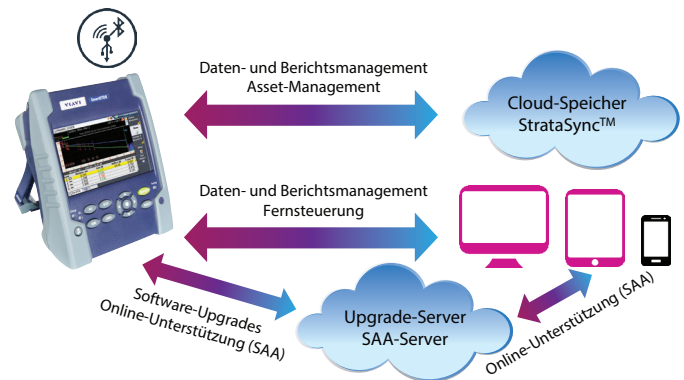 VIAVI
Daten- und Berichtsmanagement
Asset-Management
Cloud-Speicher
StrataSync™
Daten- und Berichtsmanagement
Fernsteuerung
Software-Upgrades
Online-Unterstützung (SAA)
Upgrade-Server
SAA-Server
Online-Unterstützung (SAA)